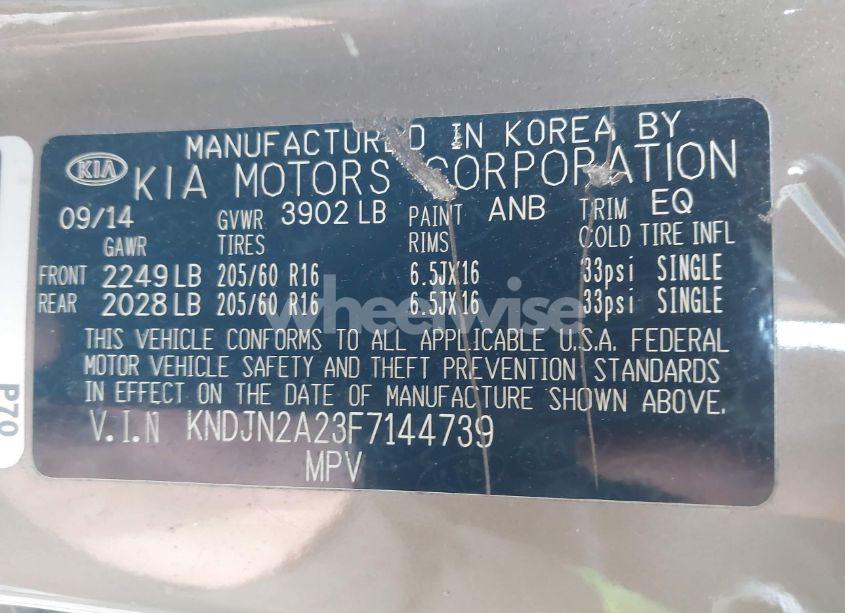 MANUFACTURED IN KOREA BY
KIA KIA MOTORS CORPORATION
09/14 GVWR 3902 LB PAINT ANB TRIM EQ
GAWR TIRES RIMS COLD TIRE INFL
FRONT 2249 LB 205/60 R16 6.5JX16 33psi SINGLE
REAR 2028 LB 205/60 R16 6.5JX16 33psi SINGLE
wheelwise
THIS VEHICLE CONFORMS TO ALL APPLICABLE U.S.A. FEDERAL
MOTOR VEHICLE SAFETY AND THEFT PREVENTION STANDARDS
IN EFFECT ON THE DATE OF MANUFACTURE SHOWN ABOVE.
V.I.N KNDJN2A23F7144739
MPV
P70